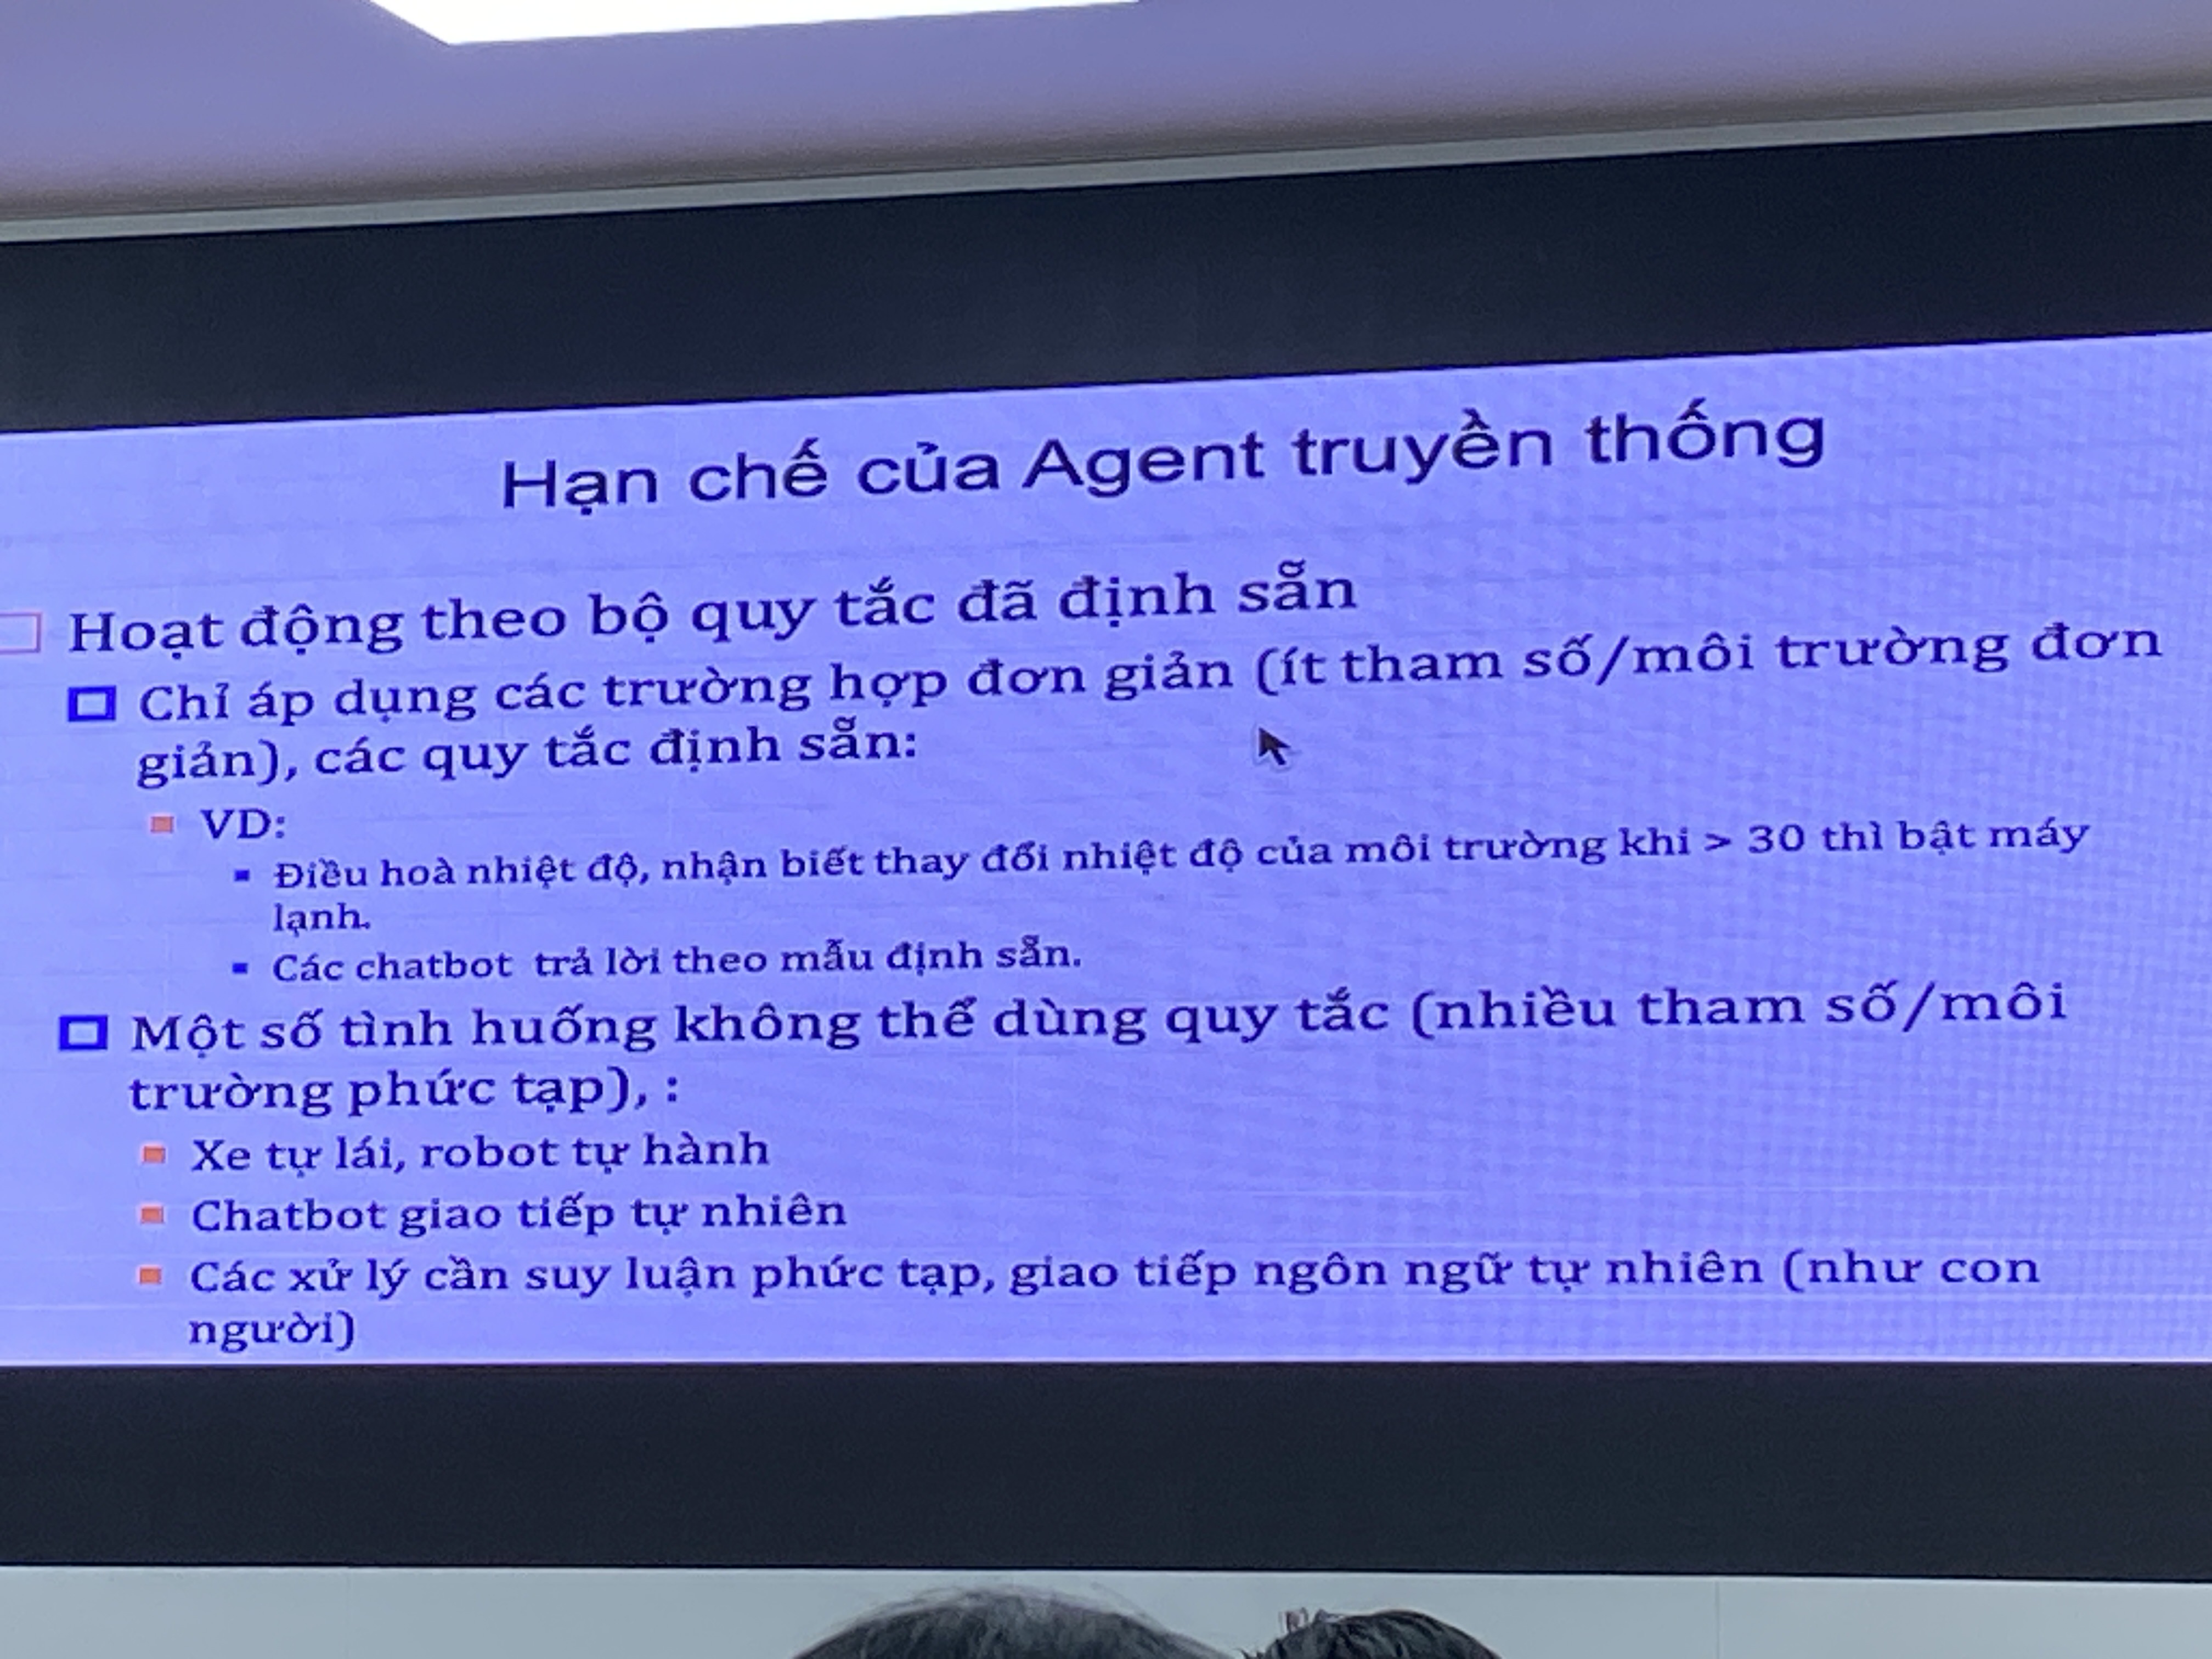 Hạn chế của Agent truyền thống
Hoạt động theo bộ quy tắc đã định sẵn
Chỉ áp dụng các trường hợp đơn giản (ít tham số/môi trường đơn
giản), các quy tắc định sẵn:
VD:
Điều hoà nhiệt độ, nhận biết thay đổi nhiệt độ của môi trường khi > 30 thì bật máy
lạnh.
Các chatbot trả lời theo mẫu định sẵn.
Một số tình huống không thể dùng quy tắc (nhiều tham số/môi
trường phức tạp), :
Xe tự lái, robot tự hành
Chatbot giao tiếp tự nhiên
Các xử lý cần suy luận phức tạp, giao tiếp ngôn ngữ tự nhiên (như con
người)